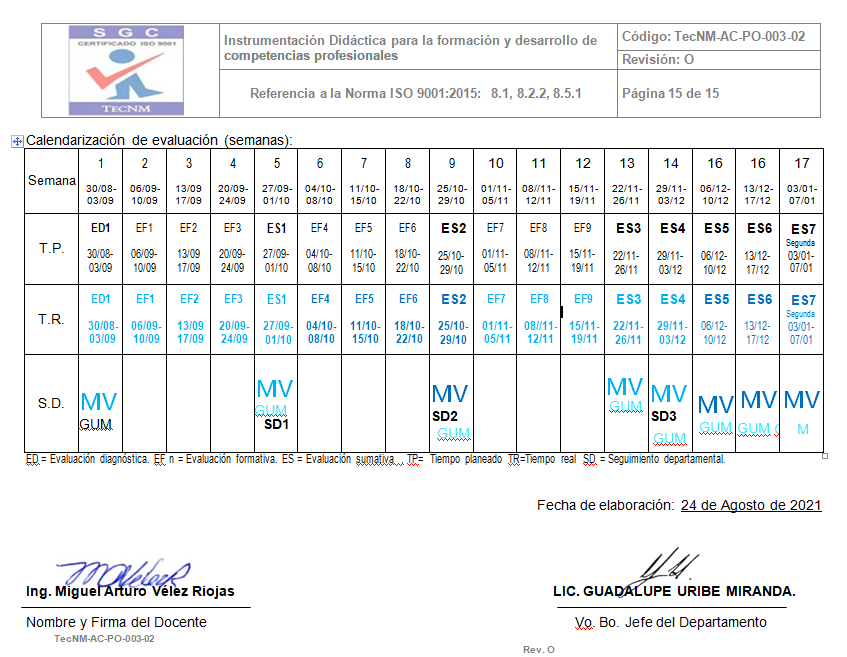 S G C
CERTIFICADO ISO 9001
TECNM
Instrumentación Didáctica para la formación y desarrollo de
competencias profesionales
Referencia a la Norma ISO 9001:2015: 8.1, 8.2.2, 8.5.1
Código: TecNM-AC-PO-003-02
Revisión: O
Página 15 de 15
Calendarización de evaluación (semanas):
Semana 1 2 3 4 5 6 7 8 9 10 11 12 13 14 16 16 17
30/08- 06/09- 13/09 20/09- 27/09- 04/10- 11/10- 18/10- 25/10- 01/11- 08//11- 15/11- 22/11- 29/11- 06/12- 13/12- 03/01-
03/09 10/09 17/09 24/09 01/10 08/10 15/10 22/10 29/10 05/11 12/11 19/11 26/11 03/12 10/12 17/12 07/01
T.P. ED1 EF1 EF2 EF3 ES1 EF4 EF5 EF6 ES2 EF7 EF8 EF9 ES3 ES4 ES5 ES6 ES7
Segunda
30/08- 06/09- 13/09 20/09- 27/09- 04/10- 11/10- 18/10- 25/10- 01/11- 08//11- 15/11- 22/11- 29/11- 06/12- 13/12- 03/01-
03/09 10/09 17/09 24/09 01/10 08/10 15/10 22/10 29/10 05/11 12/11 19/11 26/11 03/12 10/12 17/12 07/01
T.R. ED1 EF1 EF2 EF3 ES1 EF4 EF5 EF6 ES2 EF7 EF8 EF9 ES3 ES4 ES5 ES6 ES7
Segunda
30/08- 06/09- 13/09 20/09- 27/09- 04/10- 11/10- 18/10- 25/10- 01/11- 08//11- 15/11- 22/11- 29/11- 06/12- 13/12- 03/01-
03/09 10/09 17/09 24/09 01/10 08/10 15/10 22/10 29/10 05/11 12/11 19/11 26/11 03/12 10/12 17/12 07/01
S.D. MV MV MV MV MV MV MV MV
GUM GUM SD2 GUM SD3 GUM GUM M
SD1 GUM GUM
ED = Evaluación diagnóstica. EF n = Evaluación formativa. ES = Evaluación sumativa , TP= Tiempo planeado TR=Tiempo real SD = Seguimiento departamental.
Fecha de elaboración: 24 de Agosto de 2021
Ing. Miguel Arturo Vélez Riojas
LIC. GUADALUPE URIBE MIRANDA.
Nombre y Firma del Docente
Vo. Bo. Jefe del Departamento
TecNM-AC-PO-003-02
Rev. O